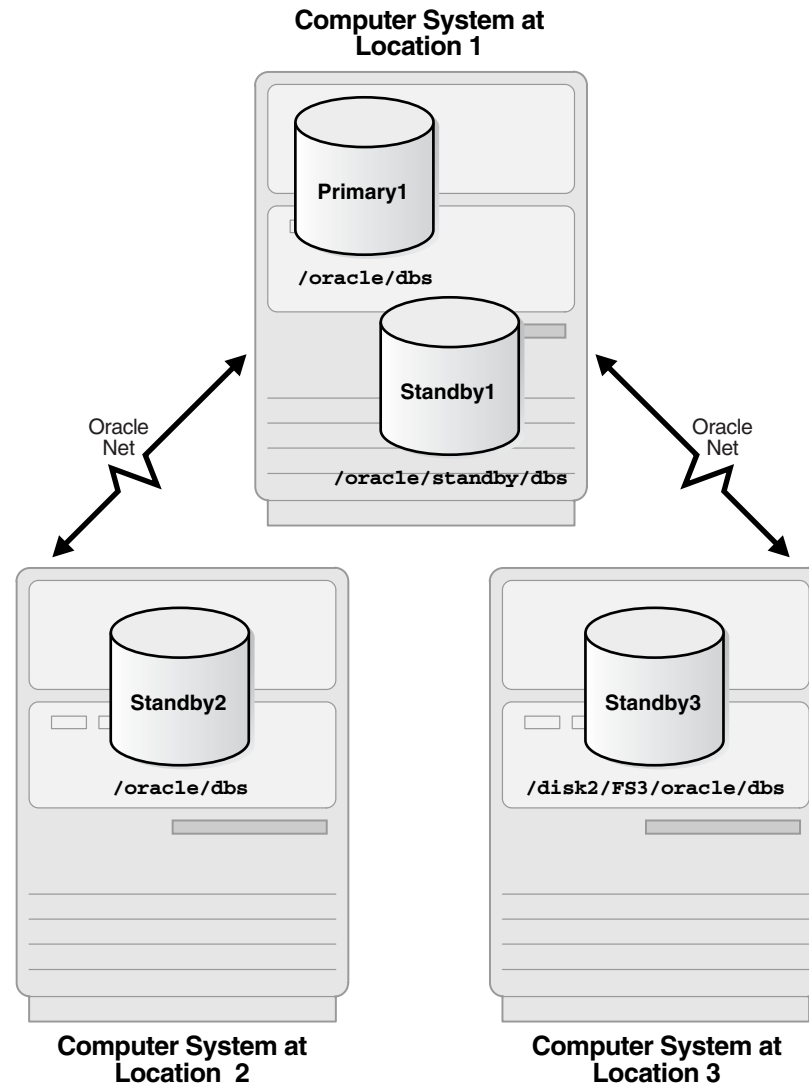 Computer System at
Location 1
Primary1
/oracle/dbs
Standby1
/oracle/standby/dbs
Oracle
Net
Oracle
Net
Standby2
/oracle/dbs
Standby3
/disk2/FS3/oracle/dbs
Computer System at
Location 2
Computer System at
Location 3